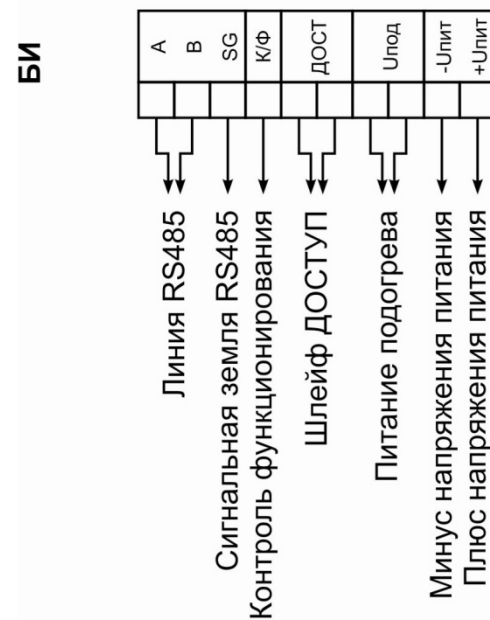 БИ
A
B
SG
К/Ф
ДОСТ
Uпод
-Uпит
+Uпит
Линия RS485
Сигнальная земля RS485
Контроль функционирования
Шлейф ДОСТУП
Питание подогрева
Минус напряжения питания
Плюс напряжения питания